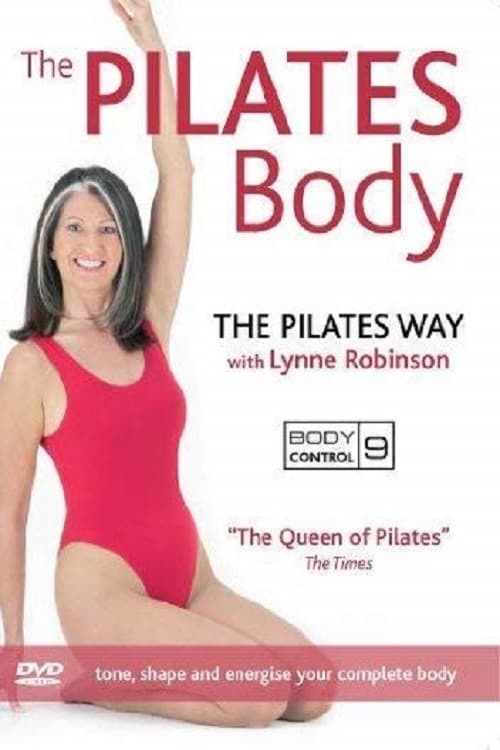 The PILATES
Body
THE PILATES WAY
with Lynne Robinson
BODY
CONTROL 9
"The Queen of Pilates"
The Times
DVD
VIDEO
tone, shape and energise your complete body